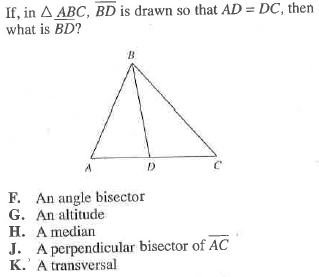 If, in △ ABC, BD is drawn so that AD = DC, then
what is BD?
B
A
D
C
F. An angle bisector
G. An altitude
H. A median
J. A perpendicular bisector of AC
K. A transversal